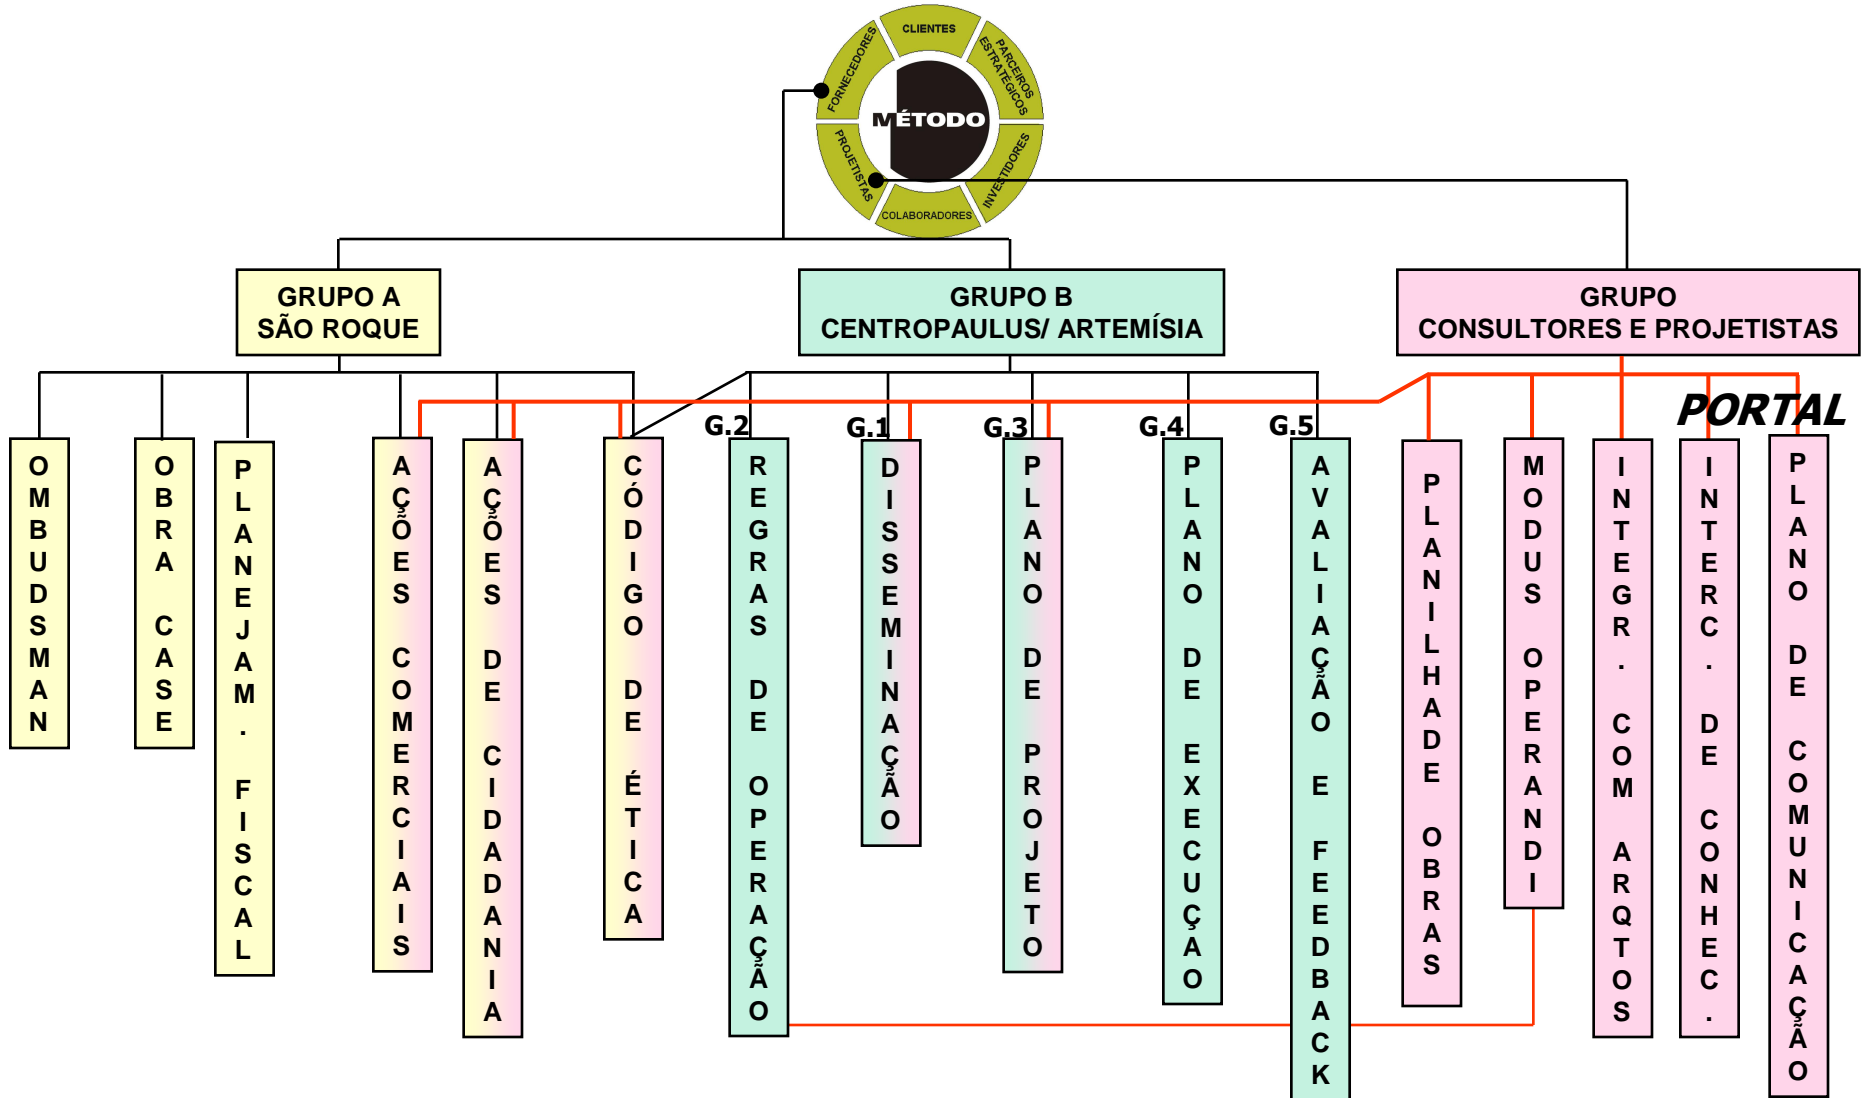 CLIENTES
PARCEIROS
ESTRATÉGICOS
FORNECEDORES
MÉTODO
PROJETISTAS
INVESTIDORES
COLABORADORES
GRUPO A
SÃO ROQUE
GRUPO B
CENTROPAULUS/ ARTEMÍSIA
GRUPO
CONSULTORES E PROJETISTAS
PORTAL
G.2
G.1
G.3
G.4
G.5
OMBUDSMAN
OBRA CASE
PLANEJAM. FISCAL
AÇÕES COMERCIAIS
AÇÕES DE CIDADANIA
CÓDIGO DE ÉTICA
REGRAS DE OPERAÇÃO
DISSEMINAÇÃO
PLANO DE PROJETO
PLANO DE EXECUÇAO
AVALIAÇÃO E FEEDBACK
PLANILHADE OBRAS
MODUS OPERANDI
INTEGR. COM ARQTOS
INTERC. DE CONHEC.
PLANO DE COMUNICAÇÃO